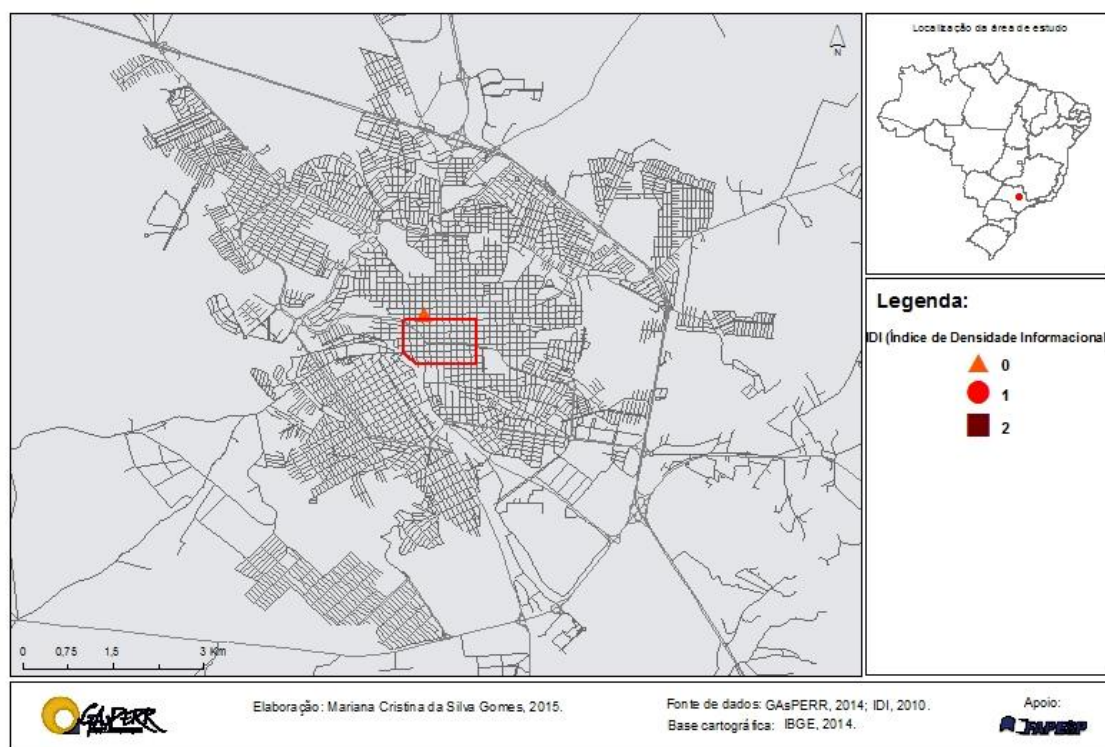 N
Localização da área de estudo
Legenda:
IDI (Índice de Densidade Informacional
0
1
2
0 0,75 1,5 3 Km
GAsPERR
Elaboração: Mariana Cristina da Silva Gomes, 2015.
Fonte de dados: GAsPERR, 2014; IDI, 2010.
Base cartográfica: IBGE, 2014.
Apoio:
FAPESP